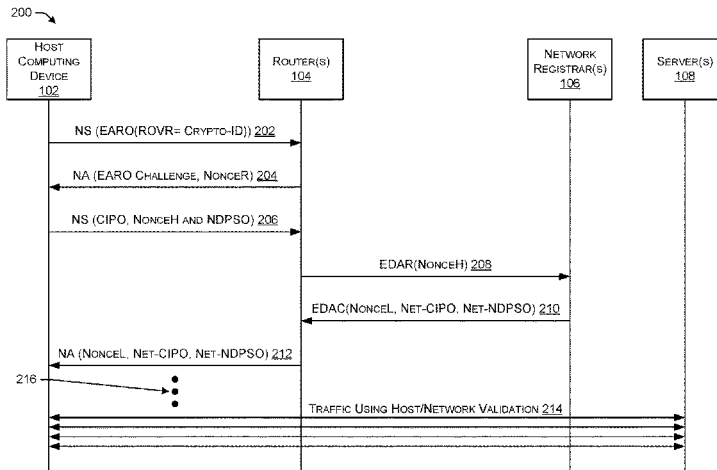 200
HOST
COMPUTING
DEVICE
102
ROUTER(S)
104
NETWORK
REGISTRAR(S)
106
SERVER(S)
108
NS (EARO(ROVR= CRYPTO-ID)) 202
NA (EARO CHALLENGE, NONCER) 204
NS (CIPO, NONCEH AND NDPSO) 206
EDAR(NONCEH) 208
EDAC(NONCEL, NET-CIPO, NET-NDPSO) 210
NA (NONCEL, NET-CIPO, NET-NDPSO) 212
216
TRAFFIC USING HOST/NETWORK VALIDATION 214